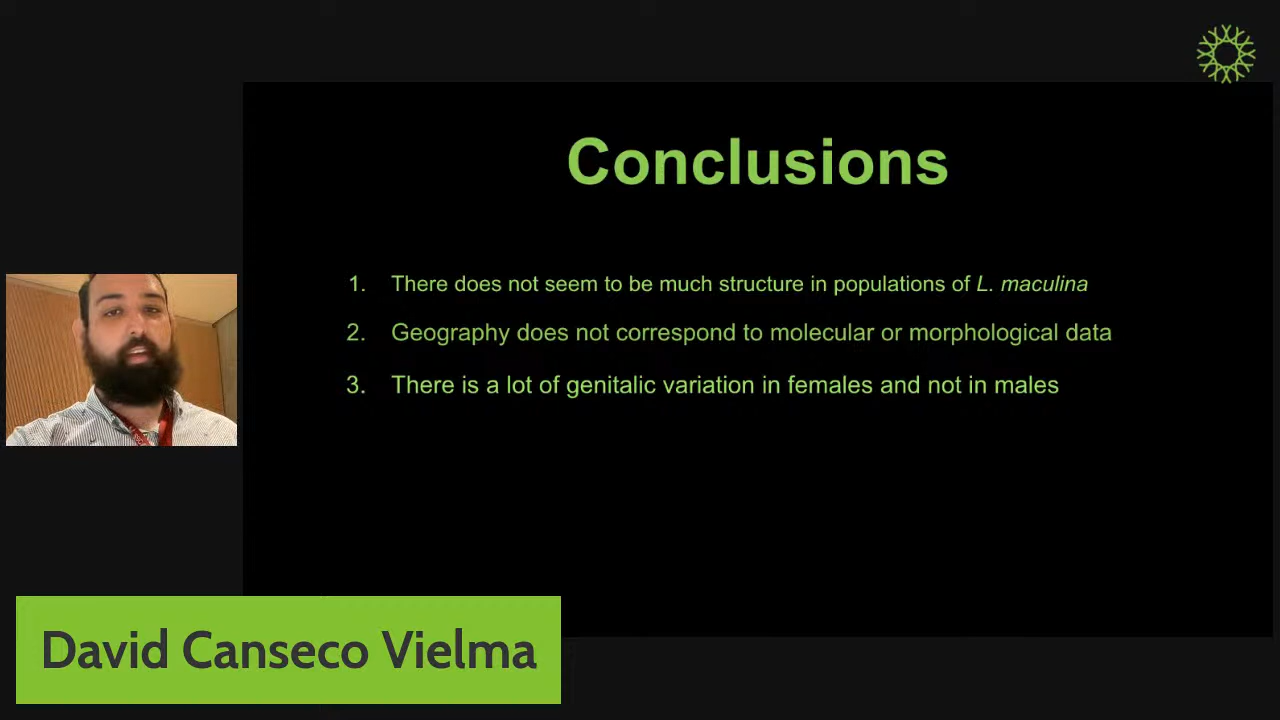 Conclusions
1. There does not seem to be much structure in populations of L. maculina
2. Geography does not correspond to molecular or morphological data
3. There is a lot of genitalic variation in females and not in males
David Canseco Vielma